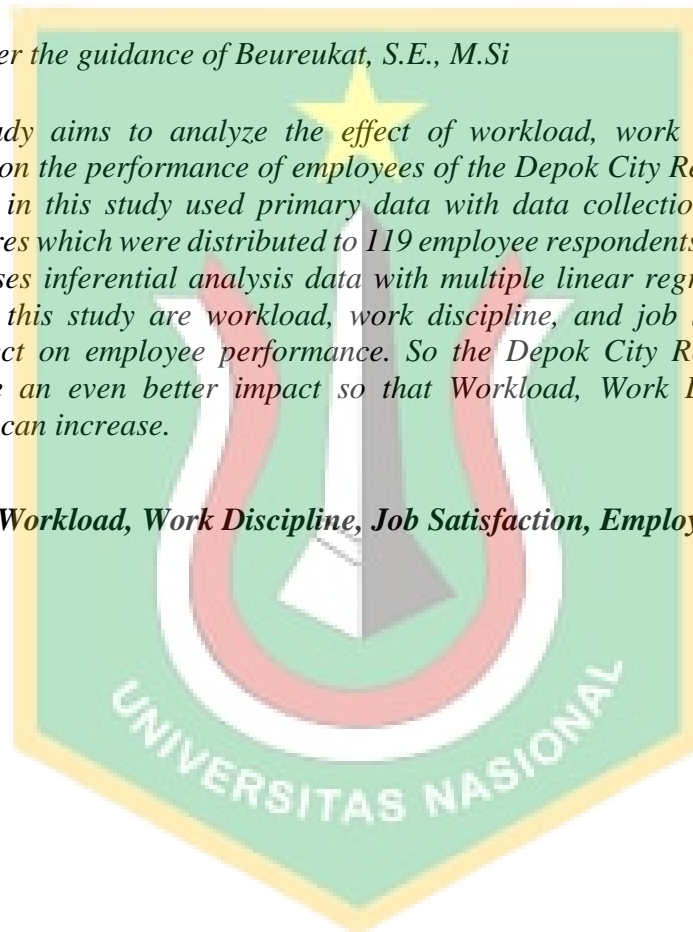 er the guidance of Beureukat, S.E., M.Si
udy aims to analyze the effect of workload, work
on the performance of employees of the Depok City R
in this study used primary data with data collectio
res which were distributed to 119 employee respondents
ses inferential analysis data with multiple linear regr
this study are workload, work discipline, and job
ect on employee performance. So the Depok City R
e an even better impact so that Workload, Work
can increase.
Workload, Work Discipline, Job Satisfaction, Employ
UNIVERSITAS NASIONAL